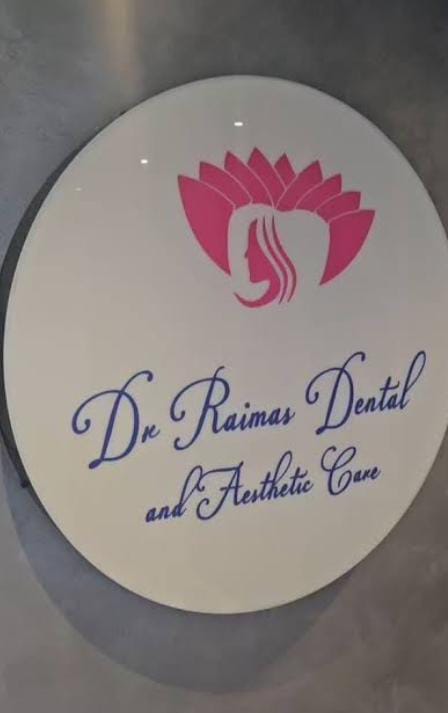 Dr Raimas Dental
and Aesthetic Care